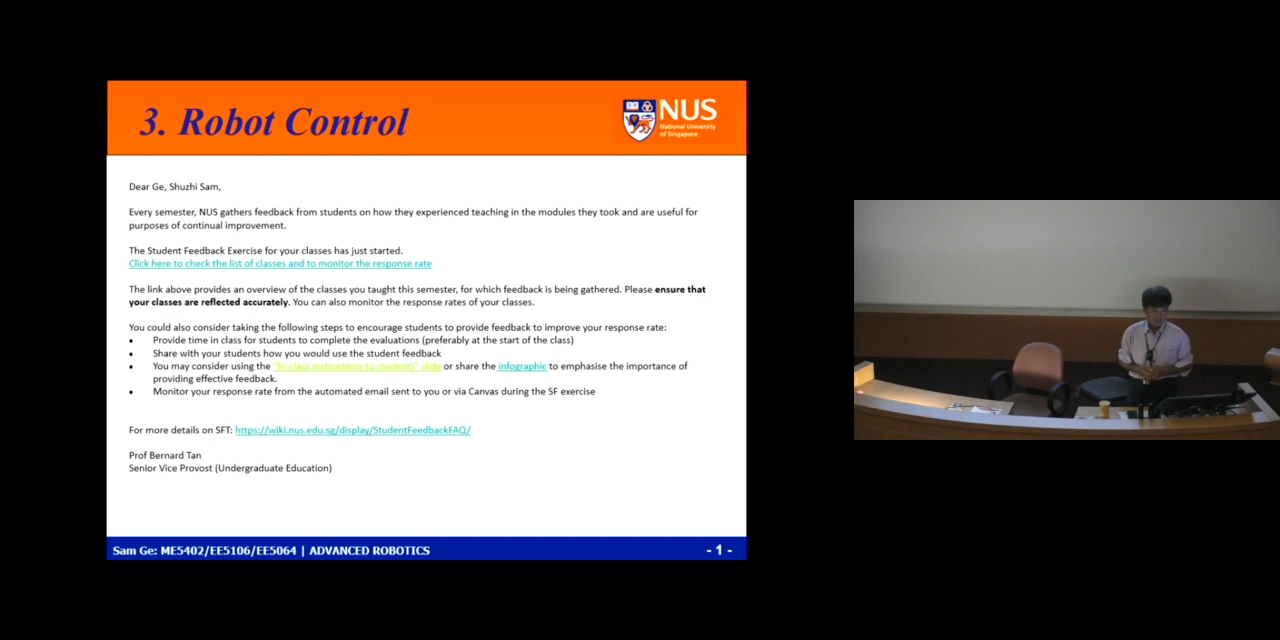 3. Robot Control
NUS
National University
of Singapore
Dear Ge, Shuzhi Sam,
Every semester, NUS gathers feedback from students on how they experienced teaching in the modules they took and are useful for
purposes of continual improvement.
The Student Feedback Exercise for your classes has just started.
Click here to check the list of classes and to monitor the response rate
The link above provides an overview of the classes you taught this semester, for which feedback is being gathered. Please ensure that
your classes are reflected accurately. You can also monitor the response rates of your classes.
You could also consider taking the following steps to encourage students to provide feedback to improve your response rate:
• Provide time in class for students to complete the evaluations (preferably at the start of the class)
• Share with your students how you would use the student feedback
• You may consider using the "In-class instructions to students" slide or share the infographic to emphasise the importance of
providing effective feedback.
• Monitor your response rate from the automated email sent to you or via Canvas during the SF exercise
For more details on SFT: https://wiki.nus.edu.sg/display/StudentFeedbackFAQ/
Prof Bernard Tan
Senior Vice Provost (Undergraduate Education)
Sam Ge: ME5402/EE5106/EE5064 | ADVANCED ROBOTICS
- 1 -